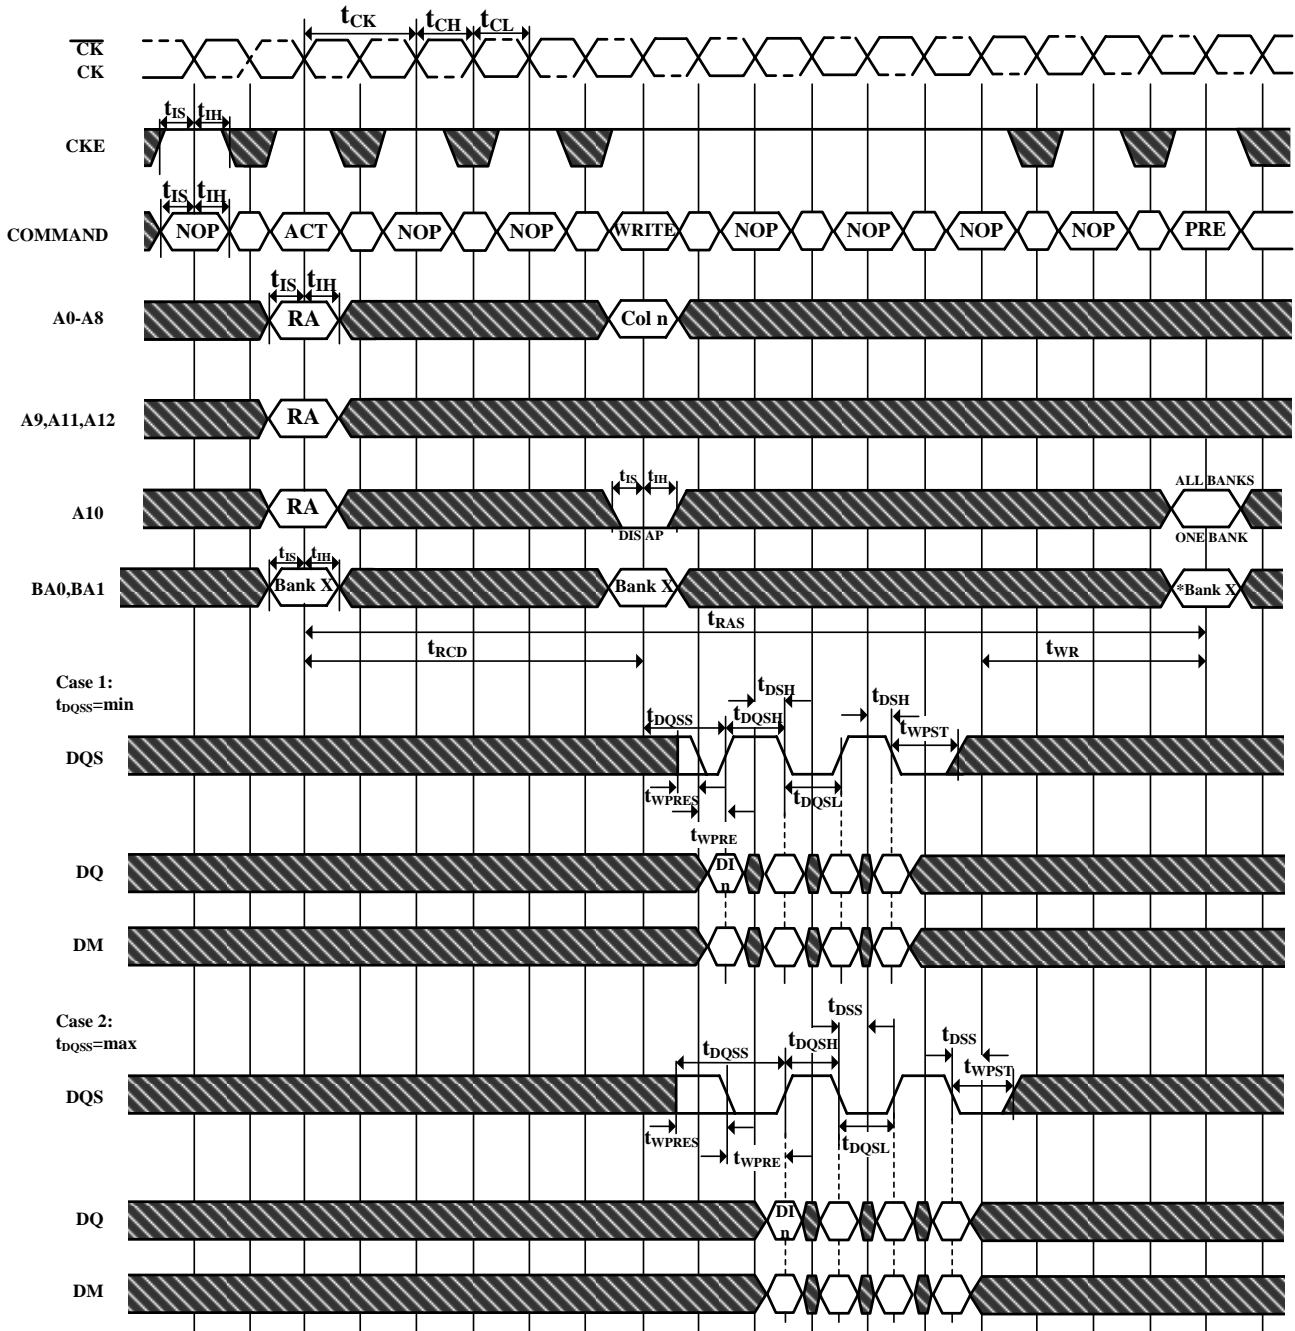 tCK tCH tCL
CK
CK
tIS tIH
CKE
tIS tIH
COMMAND NOP ACT NOP NOP WRITE NOP NOP NOP NOP PRE
tIS tIH
A0-A8 RA Col n
A9,A11,A12 RA
tIS tIH ALL BANKS
A10 RA
DIS AP ONE BANK
tIS tIH
BA0,BA1 Bank X Bank X *Bank X
tRAS
tRCD tWR
Case 1:
tDQSS=min
tDSH tDSH
tDQSS tDQSH tWPST
DQS
tWPRES tDQSL
tWPRE
DQ DI n
DM
Case 2:
tDQSS=max
tDSS tDSS
tDQSS tDQSH tWPST
DQS
tWPRES tDQSL
tWPRE
DQ DI n
DM